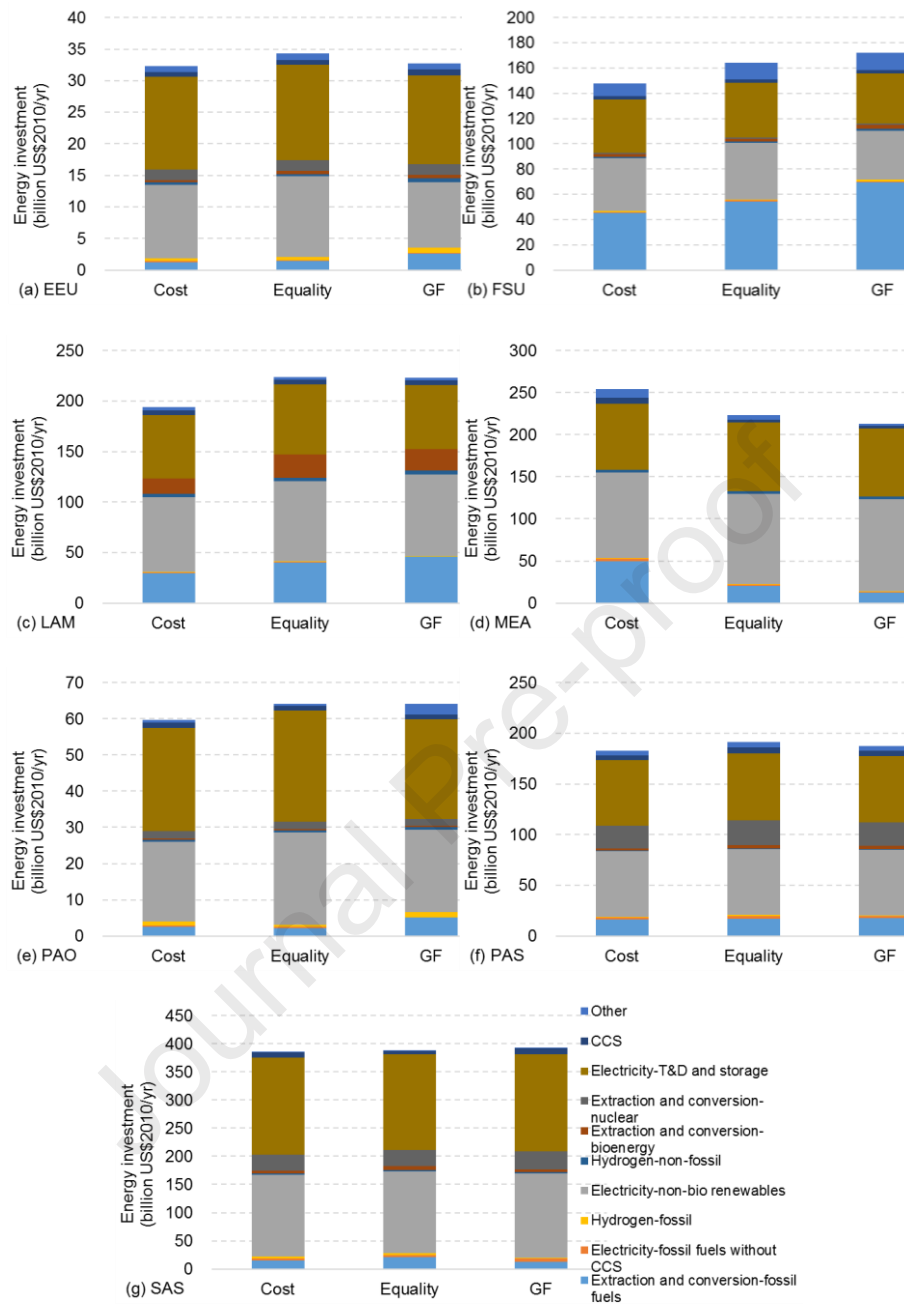 40
35
30
25
20
15
10
5
0
Energy investment
(billion US$2010/yr)
(a) EEU
Cost
Equality
GF
200
180
160
140
120
100
80
60
40
20
0
Energy investment
(billion US$2010/yr)
(b) FSU
Cost
Equality
GF
250
200
150
100
50
0
Energy investment
(billion US$2010/yr)
(c) LAM
Cost
Equality
GF
300
250
200
150
100
50
0
Energy investment
(billion US$2010/yr)
(d) MEA
Cost
Equality
GF
70
60
50
40
30
20
10
0
Energy investment
(billion US$2010/yr)
(e) PAO
Cost
Equality
GF
250
200
150
100
50
0
Energy investment
(billion US$2010/yr)
(f) PAS
Cost
Equality
GF
450
400
350
300
250
200
150
100
50
0
Energy investment
(billion US$2010/yr)
(g) SAS
Cost
Equality
GF
Other
CCS
Electricity-T&D and storage
Extraction and conversion-
nuclear
Extraction and conversion-
bioenergy
Hydrogen-non-fossil
Electricity-non-bio renewables
Hydrogen-fossil
Electricity-fossil fuels without
CCS
Extraction and conversion-fossil
fuels
Journal Pre-proof